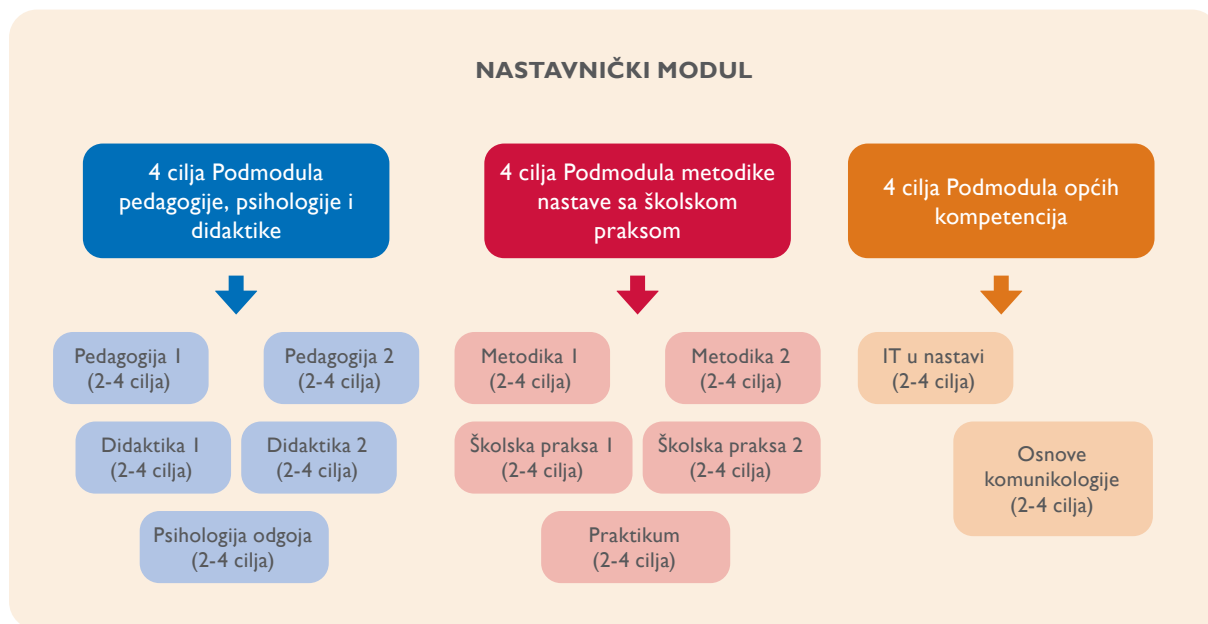 NASTAVNIČKI MODUL
4 cilja Podmodula
pedagogije, psihologije i
didaktike
4 cilja Podmodula metodike
nastave sa školskom
praksom
4 cilja Podmodula općih
kompetencija
Pedagogija 1
(2-4 cilja)
Pedagogija 2
(2-4 cilja)
Didaktika 1
(2-4 cilja)
Didaktika 2
(2-4 cilja)
Psihologija odgoja
(2-4 cilja)
Metodika 1
(2-4 cilja)
Metodika 2
(2-4 cilja)
Školska praksa 1
(2-4 cilja)
Školska praksa 2
(2-4 cilja)
Praktikum
(2-4 cilja)
IT u nastavi
(2-4 cilja)
Osnove
komunikologije
(2-4 cilja)